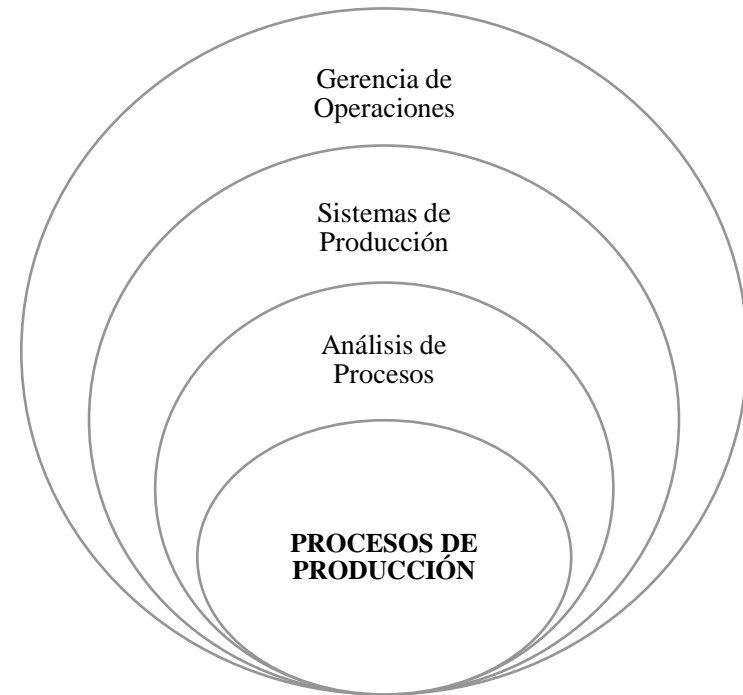 Gerencia de
Operaciones
Sistemas de
Producción
Análisis de
Procesos
PROCESOS DE
PRODUCCIÓN